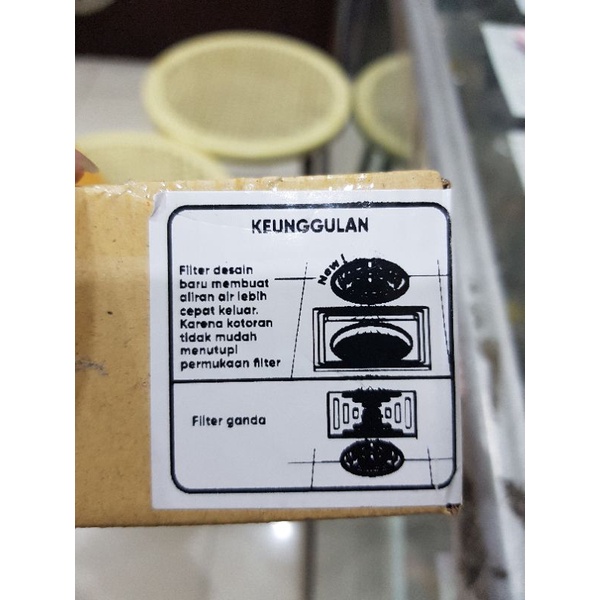 KEUNGGULAN
Filter desain
baru membuat
aliran air lebih
cepat keluar.
Karena kotoran
tidak mudah
menutupi
permukaan filter
New!
Filter ganda